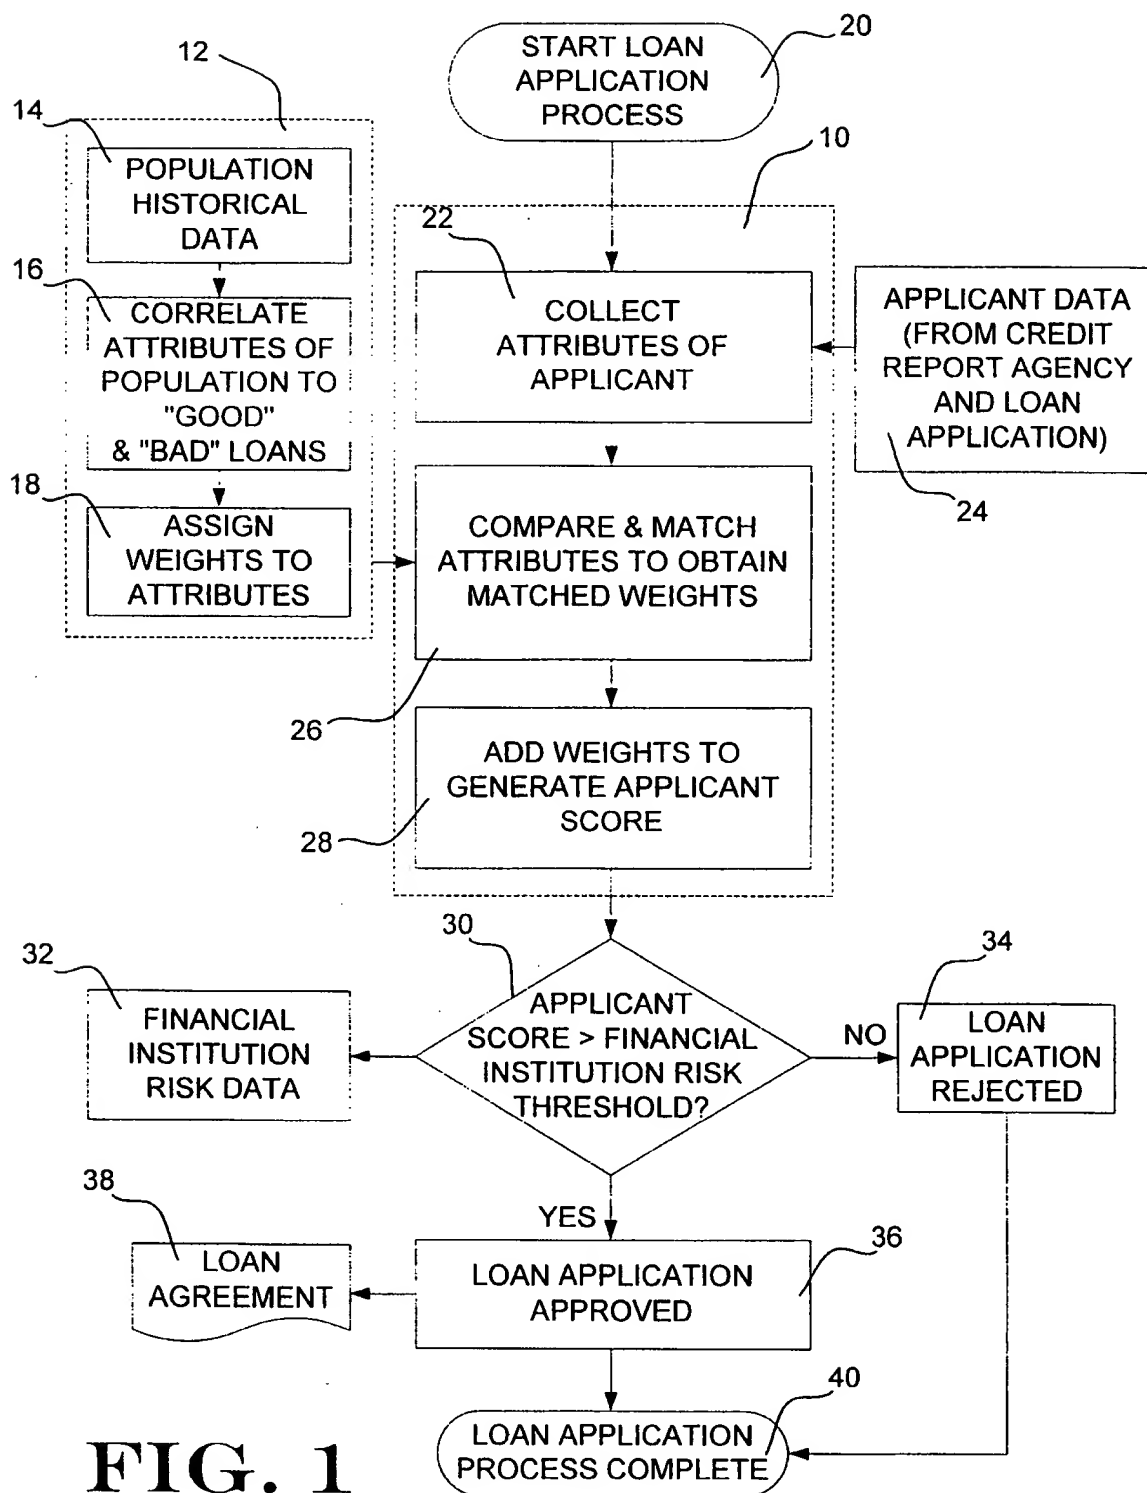 20
START LOAN
APPLICATION
PROCESS
12
14
POPULATION
HISTORICAL
DATA
10
22
16
CORRELATE
ATTRIBUTES OF
POPULATION TO
"GOOD"
& "BAD" LOANS
COLLECT
ATTRIBUTES OF
APPLICANT
APPLICANT DATA
(FROM CREDIT
REPORT AGENCY
AND LOAN
APPLICATION)
24
18
ASSIGN
WEIGHTS TO
ATTRIBUTES
COMPARE & MATCH
ATTRIBUTES TO OBTAIN
MATCHED WEIGHTS
26
ADD WEIGHTS TO
GENERATE APPLICANT
SCORE
28
30
APPLICANT
SCORE > FINANCIAL
INSTITUTION RISK
THRESHOLD?
32
FINANCIAL
INSTITUTION
RISK DATA
NO
34
LOAN
APPLICATION
REJECTED
YES
38
LOAN
AGREEMENT
36
LOAN APPLICATION
APPROVED
40
LOAN APPLICATION
PROCESS COMPLETE
FIG. 1